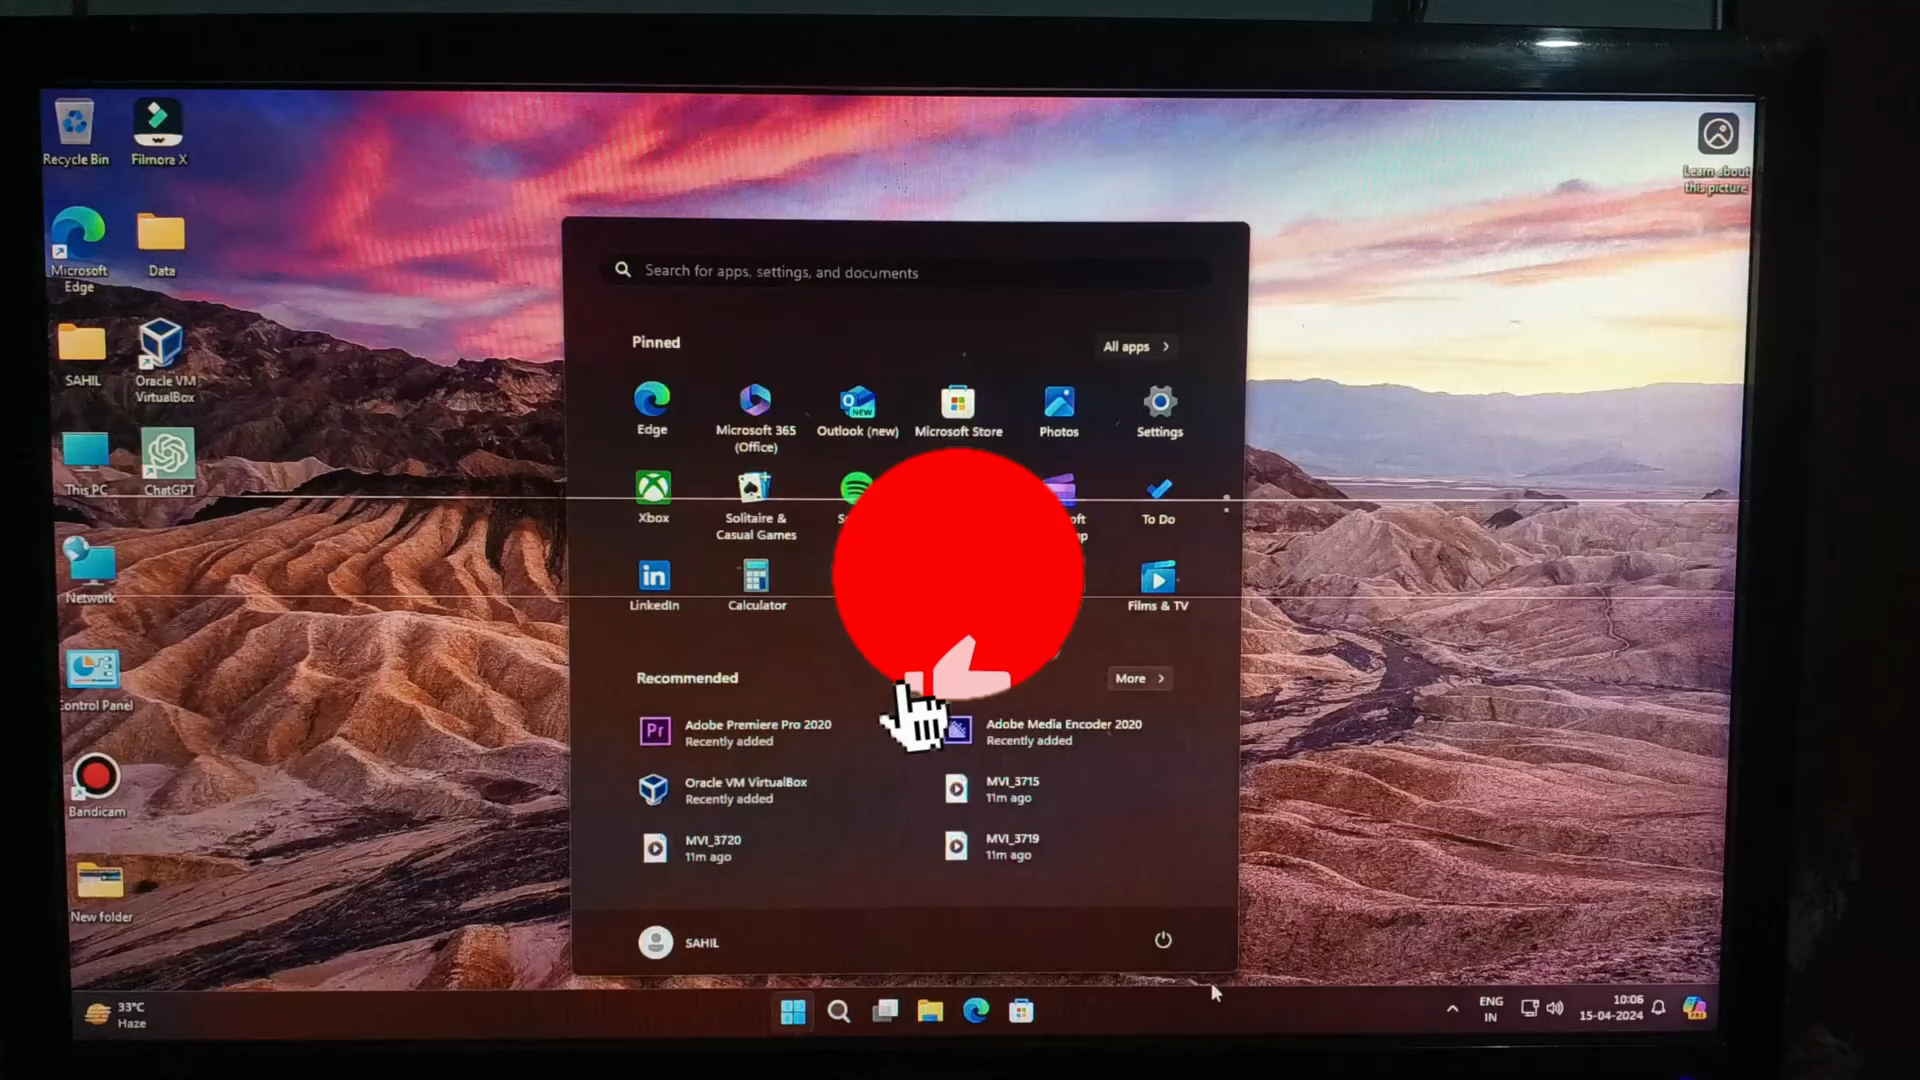 Recycle Bin
Filmora X
Learn about
this picture
Microsoft
Edge
Data
SAHIL
Oracle VM
VirtualBox
This PC
ChatGPT
Network
Control Panel
Bandicam
New folder
Search for apps, settings, and documents
Pinned
All apps
Edge
Microsoft 365
(Office)
Outlook (new)
NEW
Microsoft Store
Photos
Settings
Xbox
Solitaire &
Casual Games
To Do
in
LinkedIn
Calculator
Films & TV
Recommended
More
Pr
Adobe Premiere Pro 2020
Recently added
Adobe Media Encoder 2020
Recently added
Oracle VM VirtualBox
Recently added
MVI_3715
11m ago
MVI_3720
11m ago
MVI_3719
11m ago
SAHIL
33°C
Haze
ENG
IN
10:06
15-04-2024